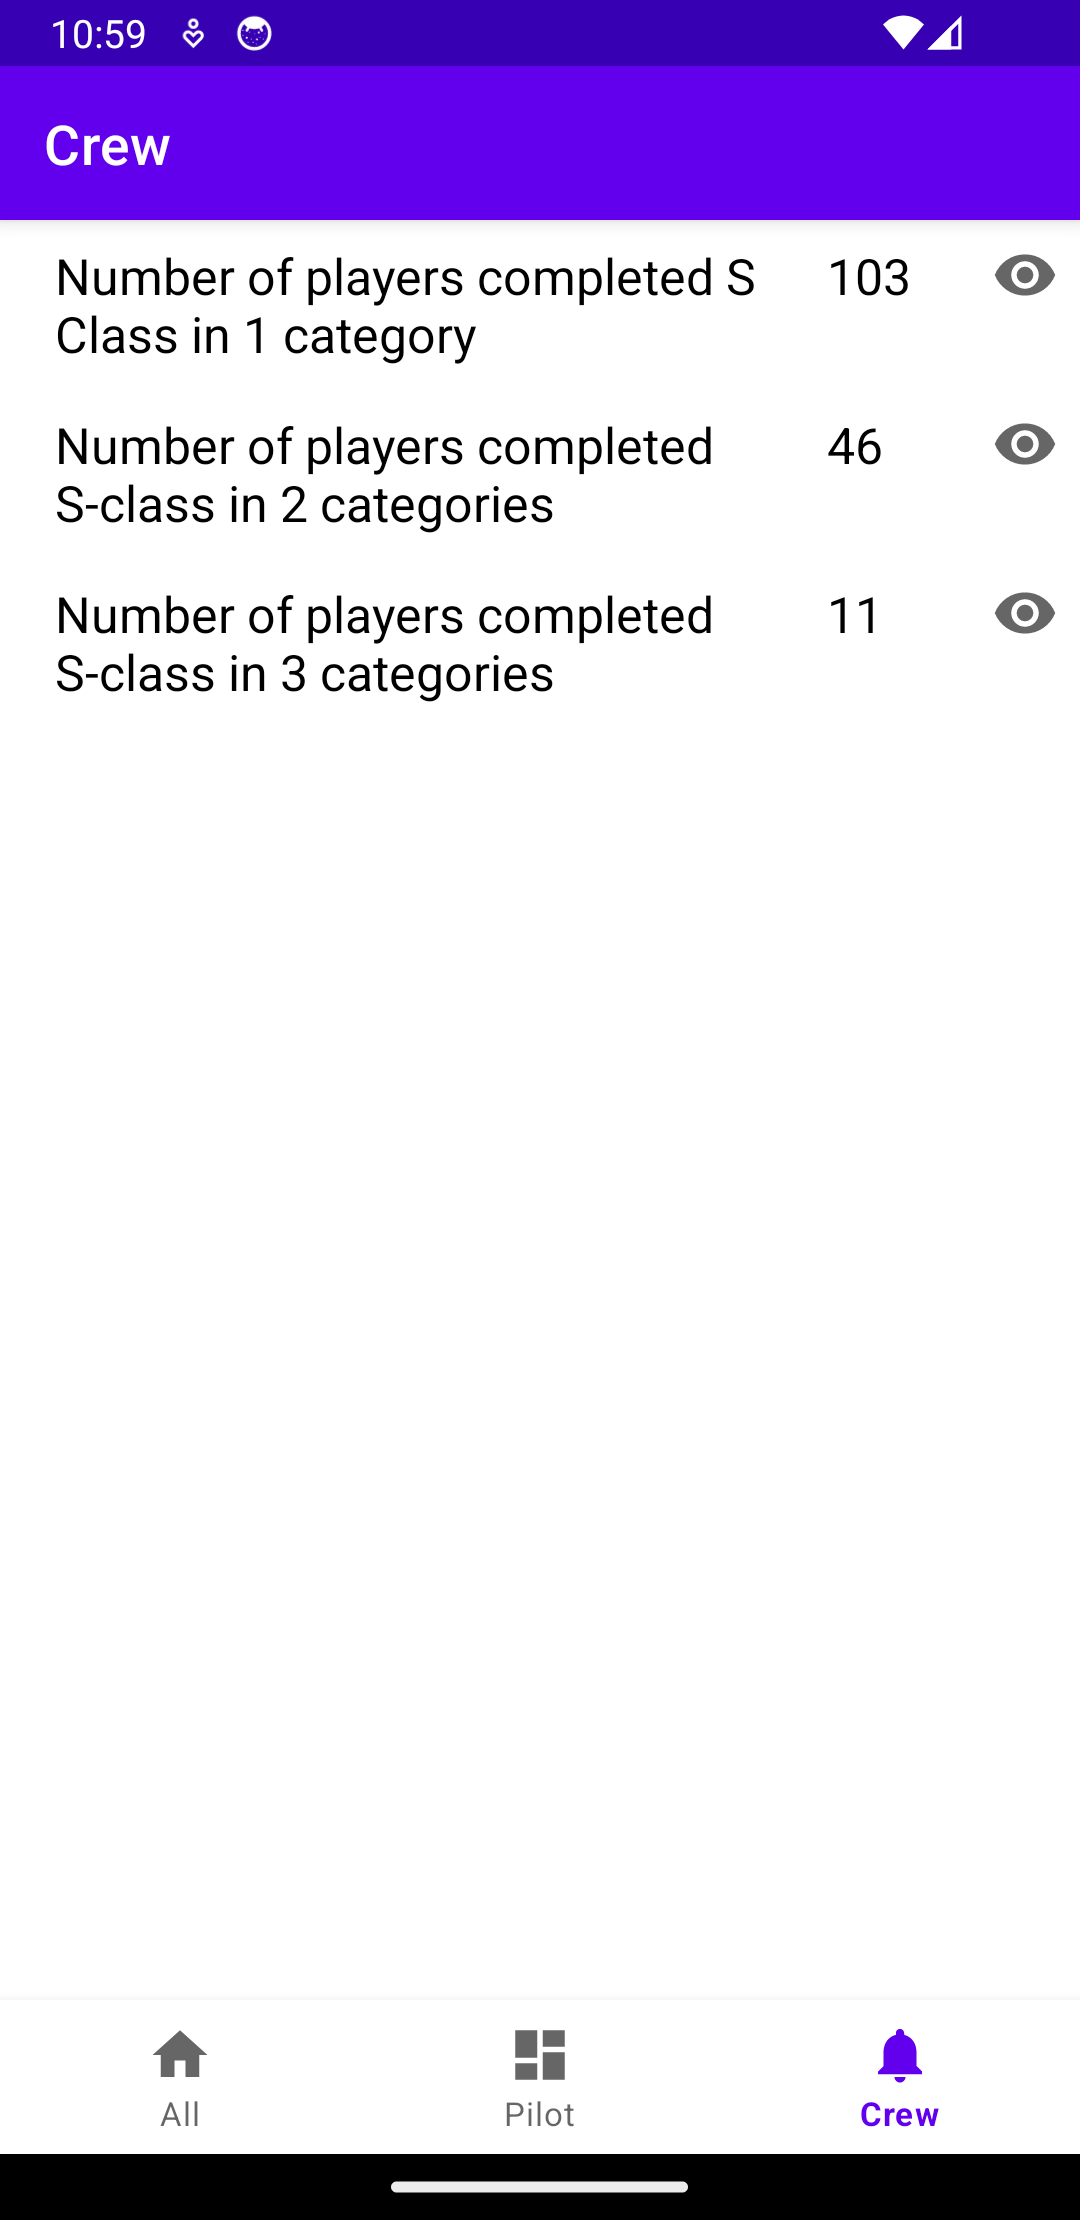 10:59
Crew
Number of players completed S 103
Class in 1 category
Number of players completed 46
S-class in 2 categories
Number of players completed 11
S-class in 3 categories
All Pilot Crew